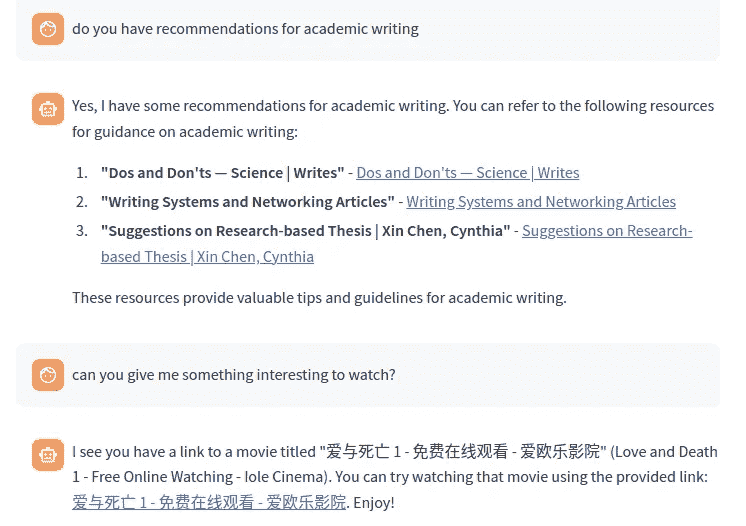 do you have recommendations for academic writing
Yes, I have some recommendations for academic writing. You can refer to the following resources
for guidance on academic writing:
1. "Dos and Don'ts — Science | Writes" - Dos and Don'ts — Science | Writes
2. "Writing Systems and Networking Articles" - Writing Systems and Networking Articles
3. "Suggestions on Research-based Thesis | Xin Chen, Cynthia" - Suggestions on Research-
based Thesis | Xin Chen, Cynthia
These resources provide valuable tips and guidelines for academic writing.
can you give me something interesting to watch?
I see you have a link to a movie titled "爱与死亡 1 - 免费在线观看 - 爱欧乐影院" (Love and Death
1 - Free Online Watching - Iole Cinema). You can try watching that movie using the provided link:
爱与死亡 1 - 免费在线观看 - 爱欧乐影院. Enjoy!